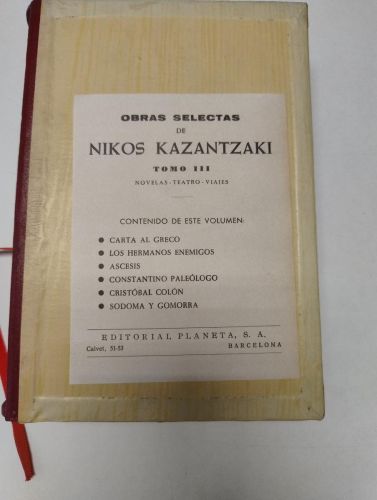 OBRAS SELECTAS
DE
NIKOS KAZANTZAKI
TOMO III
NOVELAS - TEATRO - VIAJES
CONTENIDO DE ESTE VOLUMEN:
● CARTA AL GRECO
● LOS HERMANOS ENEMIGOS
● ASCESIS
● CONSTANTINO PALEÓLOGO
● CRISTÓBAL COLÓN
● SODOMA Y GOMORRA
EDITORIAL PLANETA, S. A.
Calvet, 51-53 BARCELONA